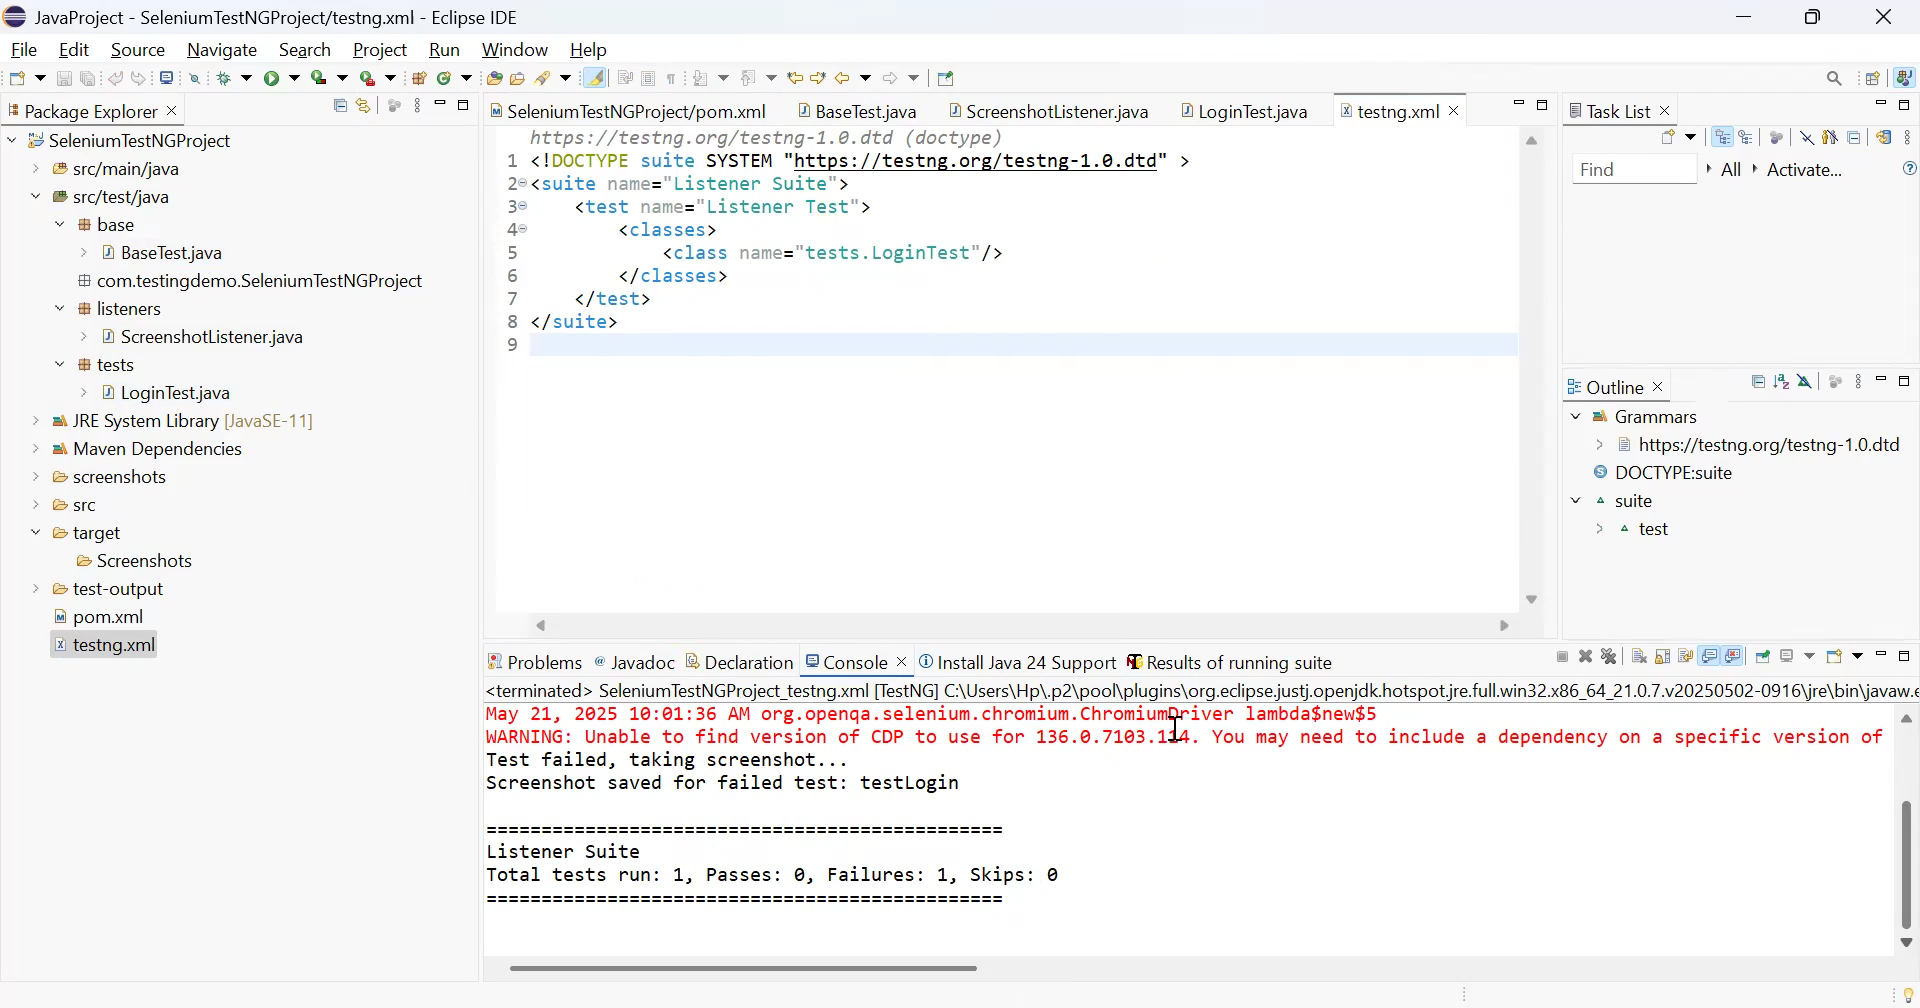 JavaProject - SeleniumTestNGProject/testng.xml - Eclipse IDE
File Edit Source Navigate Search Project Run Window Help
Package Explorer
SeleniumTestNGProject
src/main/java
src/test/java
base
BaseTest.java
com.testingdemo.SeleniumTestNGProject
listeners
ScreenshotListener.java
tests
LoginTest.java
JRE System Library [JavaSE-11]
Maven Dependencies
screenshots
src
target
Screenshots
test-output
pom.xml
testng.xml
SeleniumTestNGProject/pom.xml BaseTest.java ScreenshotListener.java LoginTest.java testng.xml
https://testng.org/testng-1.0.dtd (doctype)
1 <!DOCTYPE suite SYSTEM "https://testng.org/testng-1.0.dtd" >
2 <suite name="Listener Suite">
3 <test name="Listener Test">
4 <classes>
5 <class name="tests.LoginTest"/>
6 </classes>
7 </test>
8 </suite>
9
Task List
Find All Activate...
Outline
Grammars
https://testng.org/testng-1.0.dtd
DOCTYPE:suite
suite
test
Problems Javadoc Declaration Console Install Java 24 Support Results of running suite
<terminated> SeleniumTestNGProject_testng.xml [TestNG] C:\Users\Hp\.p2\pool\plugins\org.eclipse.justj.openjdk.hotspot.jre.full.win32.x86_64_21.0.7.v20250502-0916\jre\bin\javaw.e
May 21, 2025 10:01:36 AM org.openqa.selenium.chromium.ChromiumDriver lambda$new$5
WARNING: Unable to find version of CDP to use for 136.0.7103.114. You may need to include a dependency on a specific version of
Test failed, taking screenshot...
Screenshot saved for failed test: testLogin
===============================================
Listener Suite
Total tests run: 1, Passes: 0, Failures: 1, Skips: 0
===============================================